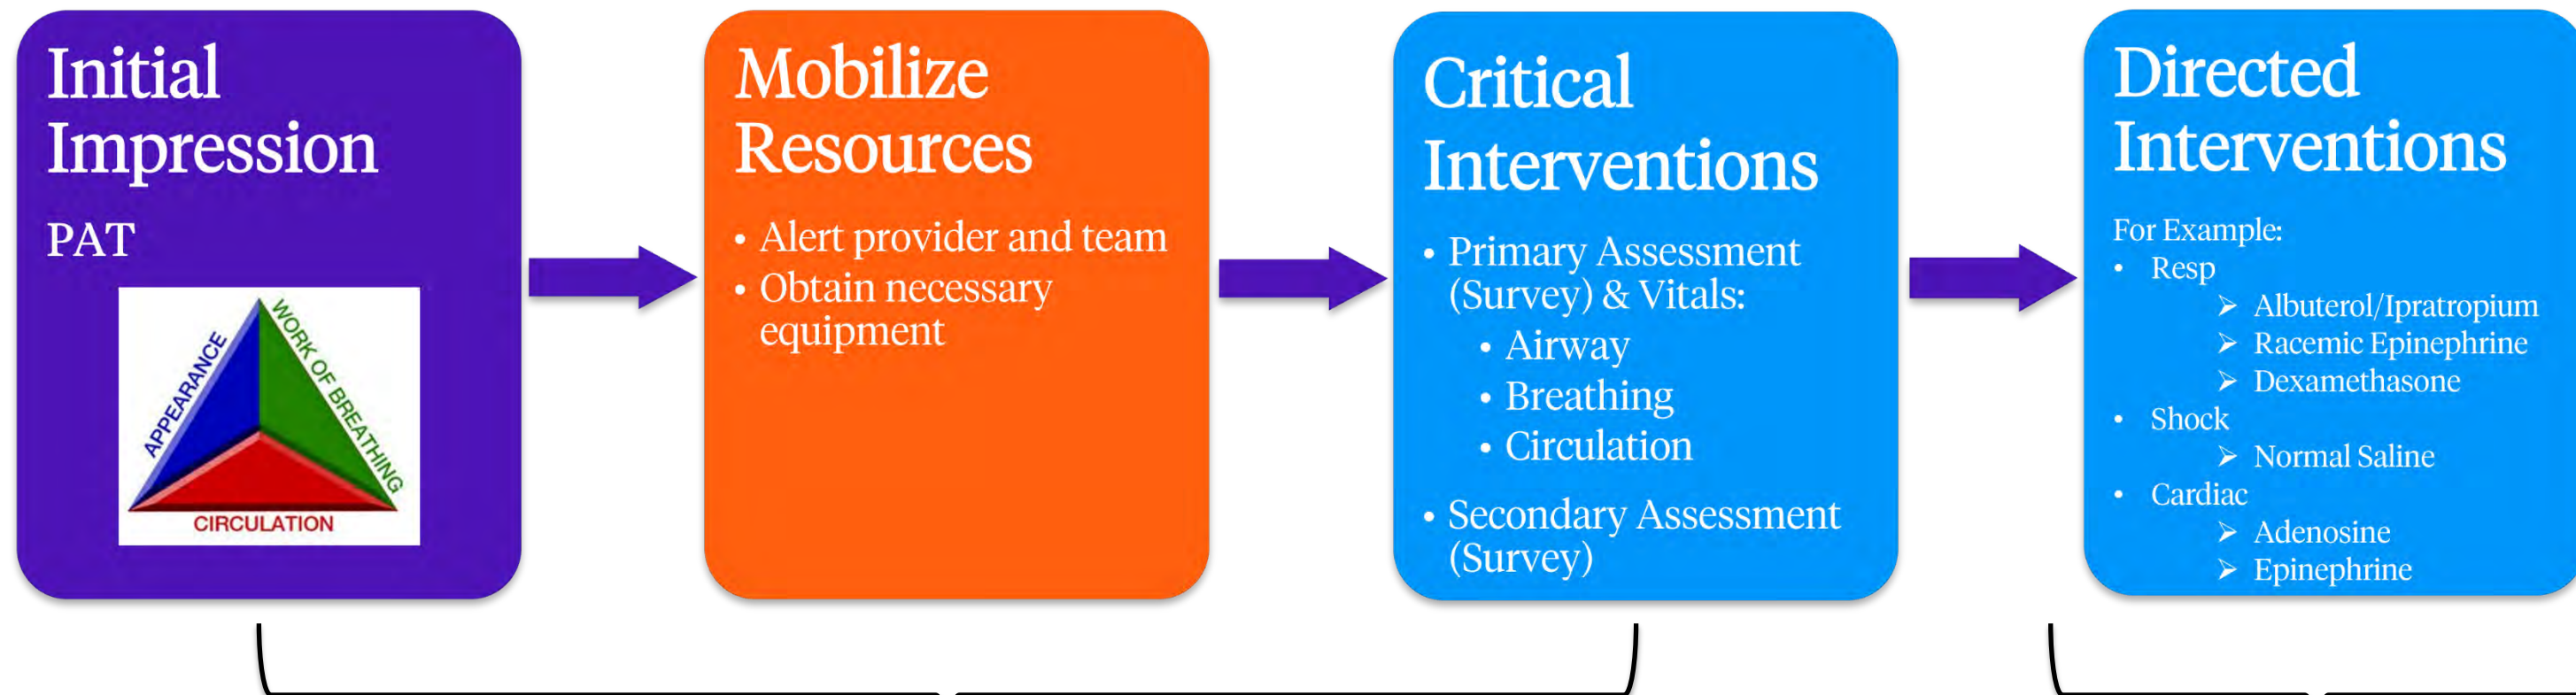 Initial
Impression
PAT
APPEARANCE
WORK OF BREATHING
CIRCULATION
Mobilize
Resources
• Alert provider and team
• Obtain necessary
equipment
Critical
Interventions
• Primary Assessment
(Survey) & Vitals:
• Airway
• Breathing
• Circulation
• Secondary Assessment
(Survey)
Directed
Interventions
For Example:
• Resp
➢ Albuterol/Ipratropium
➢ Racemic Epinephrine
➢ Dexamethasone
• Shock
➢ Normal Saline
• Cardiac
➢ Adenosine
➢ Epinephrine